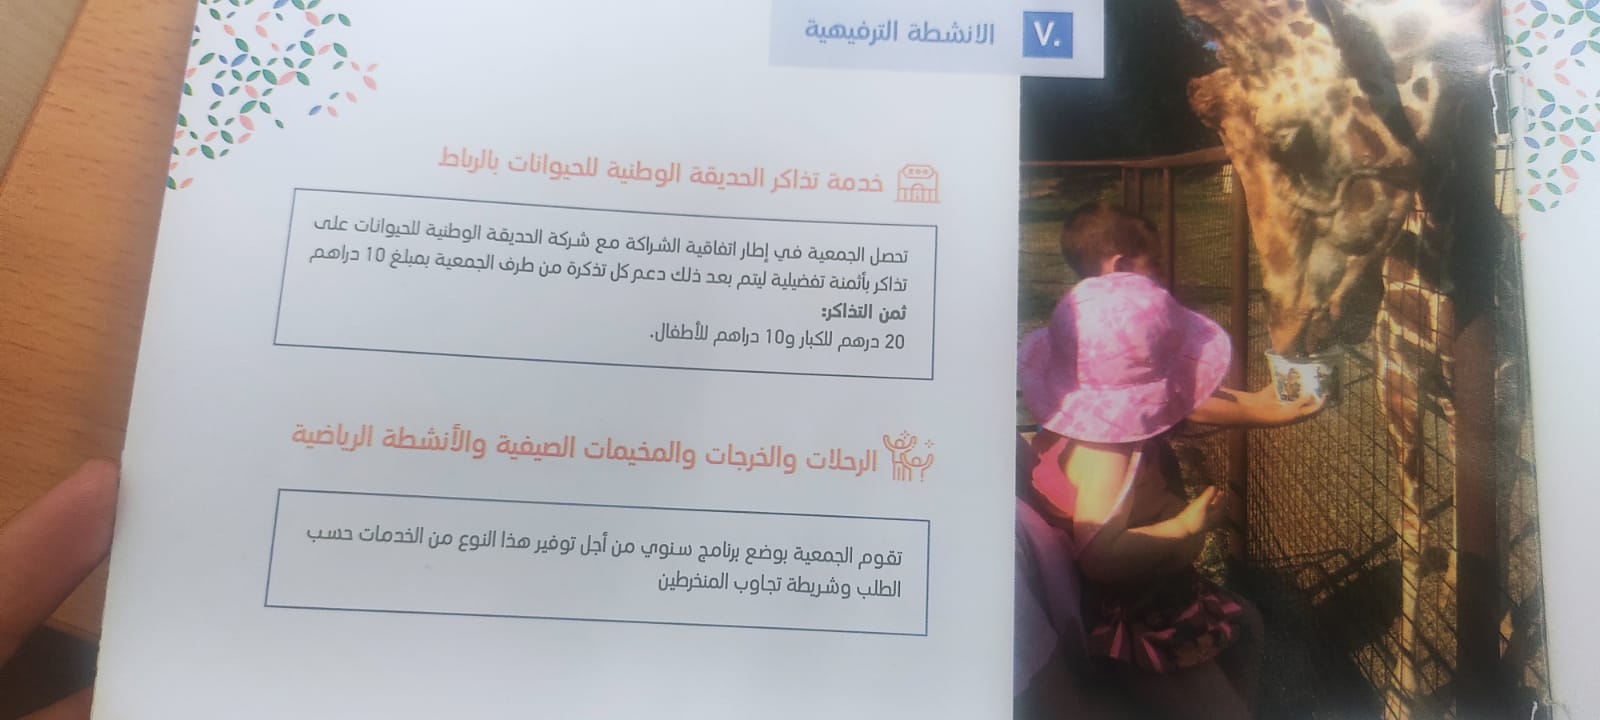 ٧.
الانشطة الترفيهية
خدمة تذاكر الحديقة الوطنية للحيوانات بالرباط
تحصل الجمعية في إطار اتفاقية الشراكة مع شركة الحديقة الوطنية للحيوانات على
تذاكر بأثمنة تفضيلية ليتم بعد ذلك دعم كل تذكرة من طرف الجمعية بمبلغ 10 دراهم
ثمن التذاكر:
20 درهم للكبار و10 دراهم للأطفال.
الرحلات والخرجات والمخيمات الصيفية والأنشطة الرياضية
تقوم الجمعية بوضع برنامج سنوي من أجل توفير هذا النوع من الخدمات حسب
الطلب وشريطة تجاوب المنخرطين